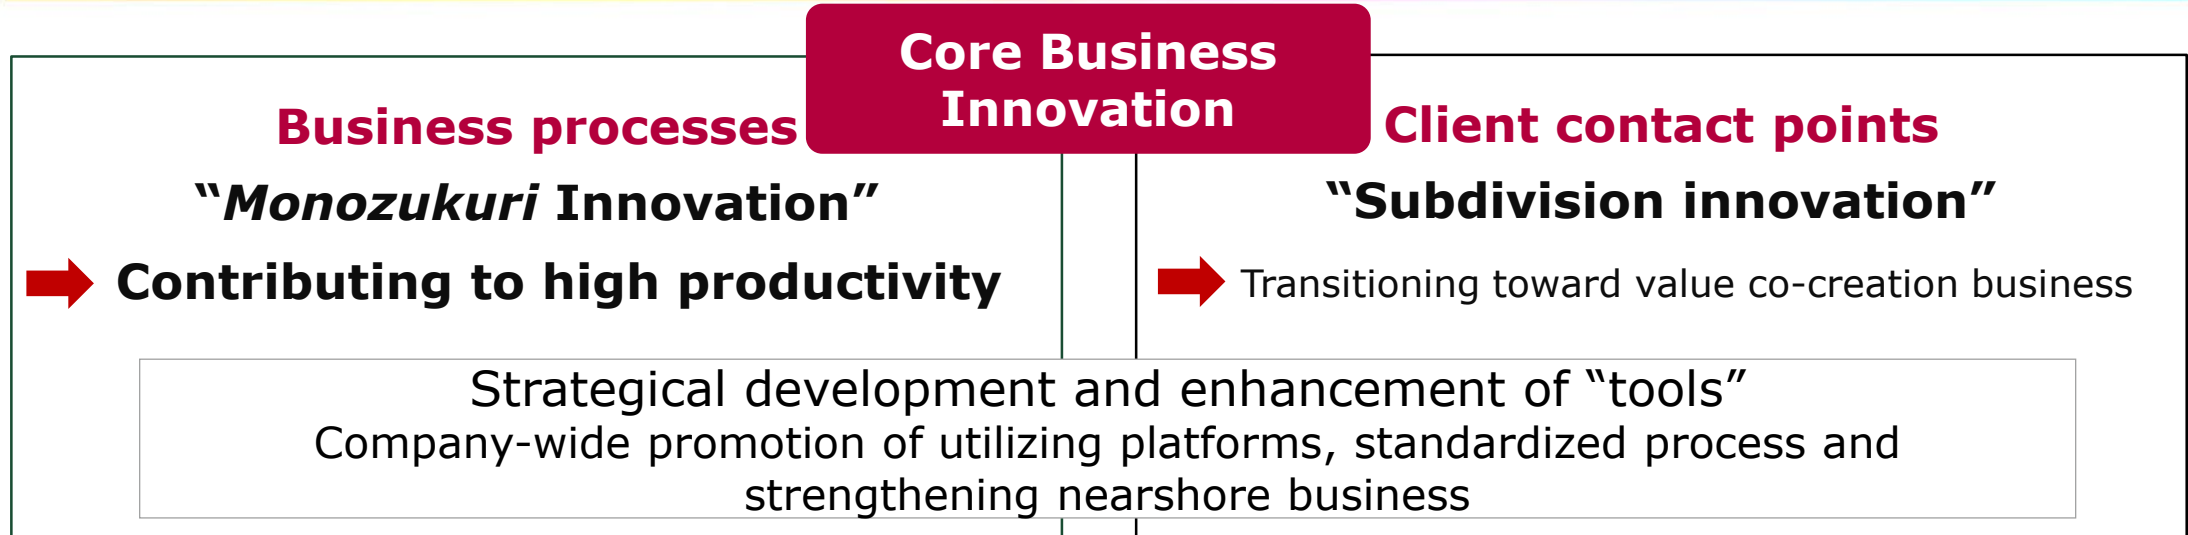 Core Business
Innovation
Business processes
“Monozukuri Innovation”
Contributing to high productivity
Client contact points
“Subdivision innovation”
Transitioning toward value co-creation business
Strategical development and enhancement of “tools”
Company-wide promotion of utilizing platforms, standardized process and
strengthening nearshore business